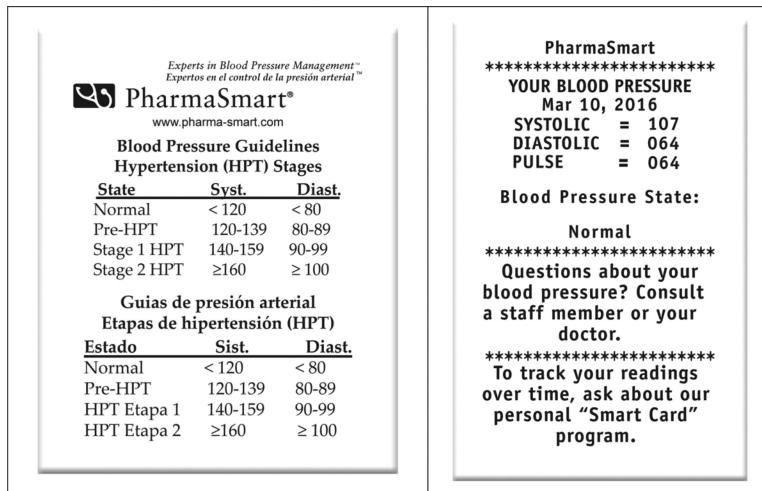 Experts in Blood Pressure Management™
Expertos en el control de la presión arterial™
PharmaSmart®
www.pharma-smart.com
Blood Pressure Guidelines
Hypertension (HPT) Stages
State Syst. Diast.
Normal < 120 < 80
Pre-HPT 120-139 80-89
Stage 1 HPT 140-159 90-99
Stage 2 HPT ≥160 ≥ 100
Guias de presión arterial
Etapas de hipertensión (HPT)
Estado Sist. Diast.
Normal < 120 < 80
Pre-HPT 120-139 80-89
HPT Etapa 1 140-159 90-99
HPT Etapa 2 ≥160 ≥ 100
PharmaSmart
************************
YOUR BLOOD PRESSURE
Mar 10, 2016
SYSTOLIC = 107
DIASTOLIC = 064
PULSE = 064
Blood Pressure State:
Normal
************************
Questions about your
blood pressure? Consult
a staff member or your
doctor.
************************
To track your readings
over time, ask about our
personal “Smart Card”
program.